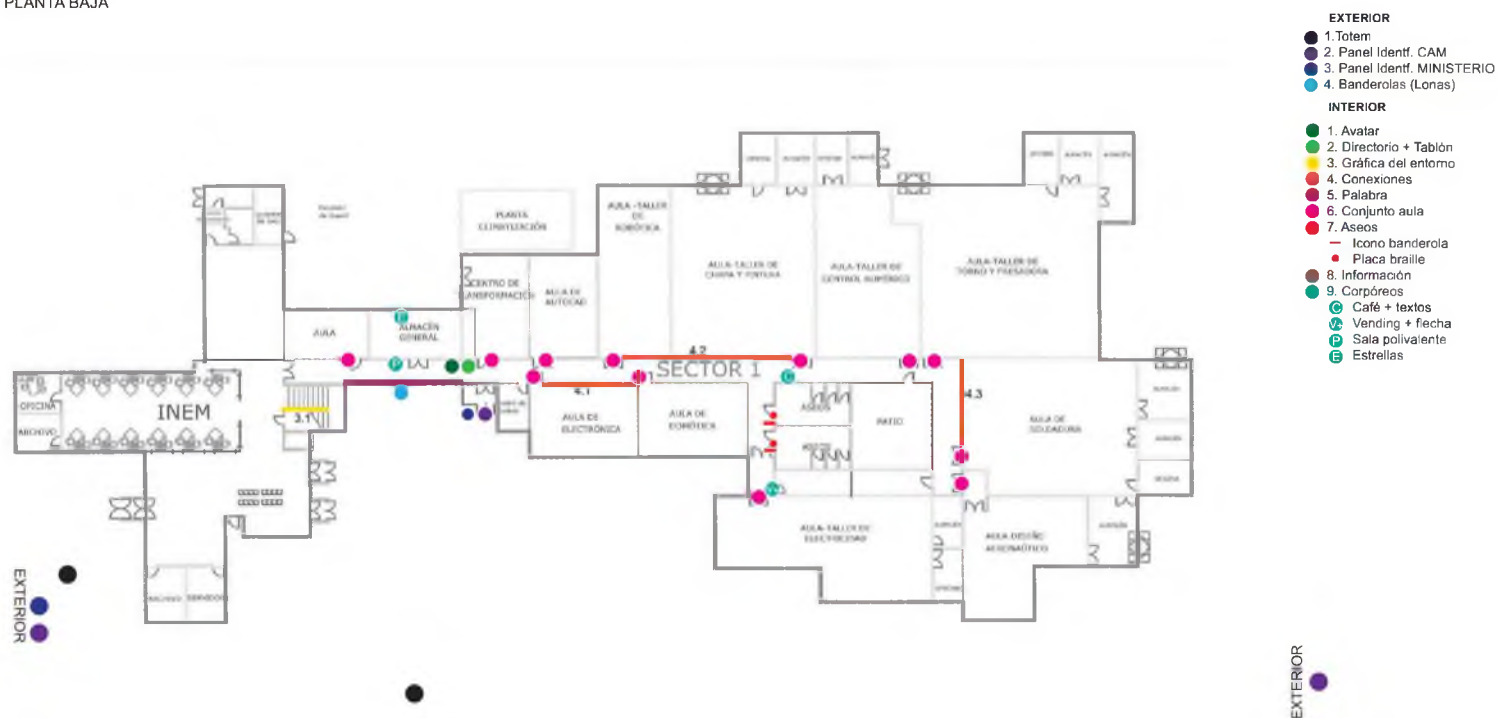 PLANTA BAJA
EXTERIOR
1. Totem
2. Panel Identf. CAM
3. Panel Identf. MINISTERIO
4. Banderolas (Lonas)
INTERIOR
1. Avatar
2. Directorio + Tablón
3. Gráfica del entorno
4. Conexiones
5. Palabra
6. Conjunto aula
7. Aseos
Icono banderola
Placa braille
8. Información
9. Corpóreos
C Café + textos
V+ Vending + flecha
P Sala polivalente
E Estrellas
PLANTA
CLIMATIZACIÓN
AULA-TALLER
DE
ROBÓTICA
AULA-TALLER DE
CHAPA Y PINTURA
AULA-TALLER DE
CONTROL NUMÉRICO
AULA-TALLER DE
TORNO Y FRESADORA
CENTRO DE
TRANSFORMACIÓN
AULA DE
AUTOCAD
AULA
ALMACÉN
GENERAL
E
P
4.2
SECTOR 1
C
4.1
4.3
OFICINA
ARCHIVO
INEM
3.1
AULA DE
ELECTRÓNICA
AULA DE
DOMÓTICA
ASEOS
ASEOS
PATIO
AULA DE
SOLDADURA
V+
AULA-TALLER DE
ELECTRICIDAD
AULA DISEÑO
AERONAÚTICO
ARCHIVO
SERVIDOR
EXTERIOR
EXTERIOR